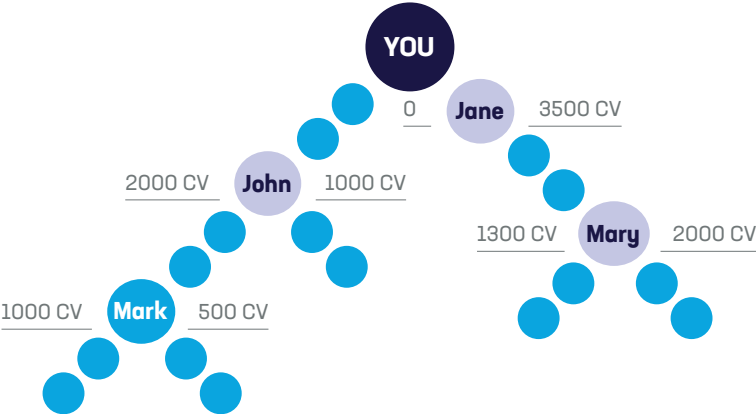 YOU
0
Jane
3500 CV
2000 CV
John
1000 CV
1300 CV
Mary
2000 CV
1000 CV
Mark
500 CV